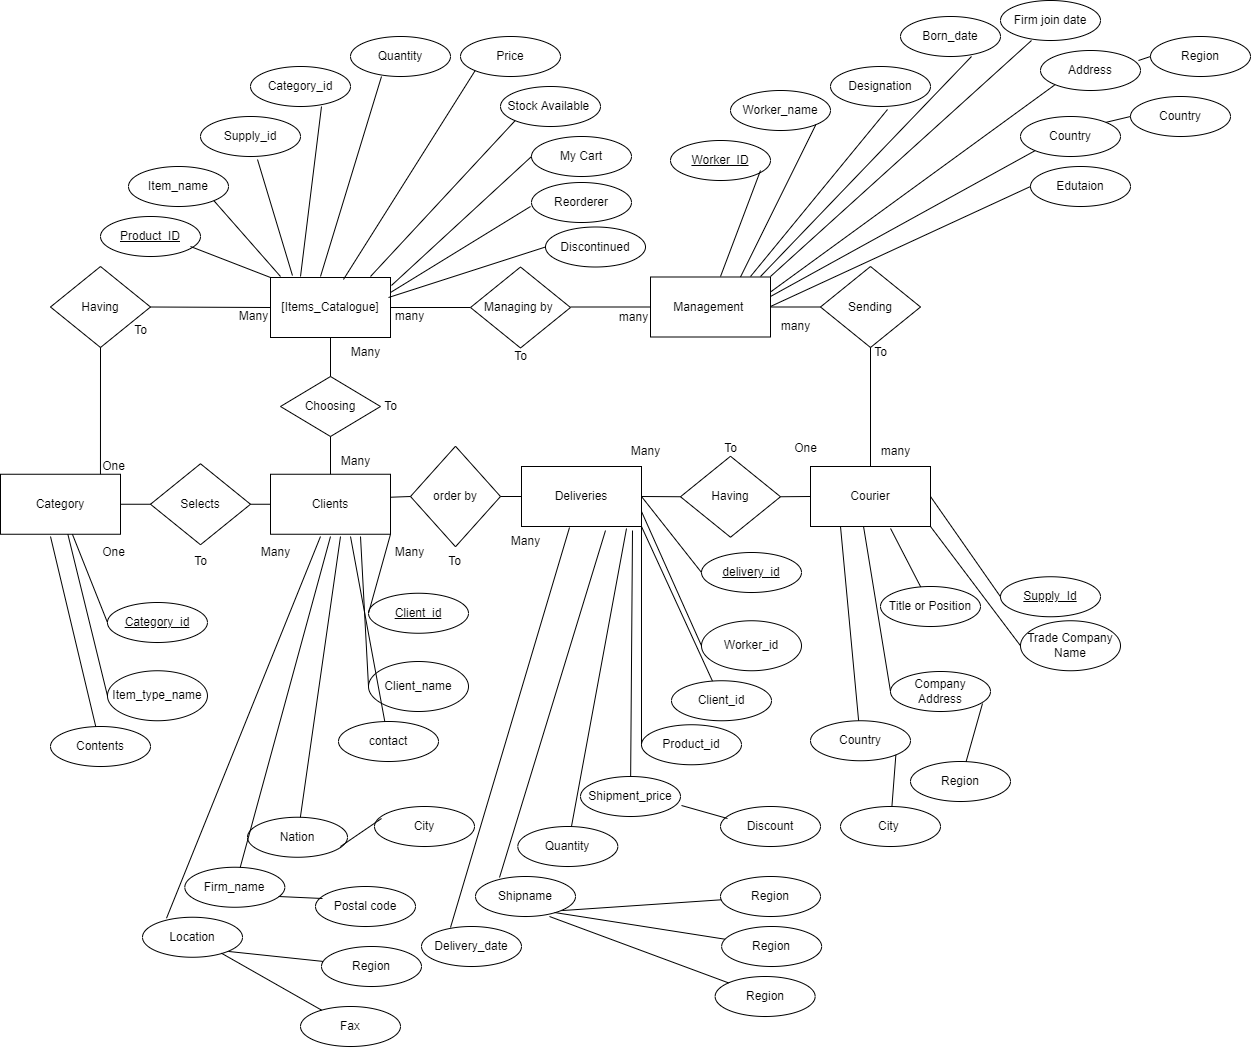 Firm join date
Born_date
Quantity
Price
Region
Address
Category_id
Designation
Stock Available
Worker_name
Country
Supply_id
Country
My Cart
Worker_ID
Item_name
Edutaion
Reorderer
Product_ID
Discontinued
Having
[Items_Catalogue]
Managing by
Management
Sending
To
Many
many
many
many
To
Many
To
Choosing
To
One
Many
Many
To
One
many
Category
Selects
Clients
order by
Deliveries
Having
Courier
One
To
Many
Many
To
Many
delivery_id
Supply_Id
Title or Position
Client_id
Category_id
Trade Company
Name
Worker_id
Item_type_name
Client_name
Client_id
Company
Address
Contents
contact
Product_id
Country
Region
Shipment_price
Nation
City
Discount
City
Quantity
Firm_name
Postal code
Shipname
Region
Location
Delivery_date
Region
Region
Region
Fax